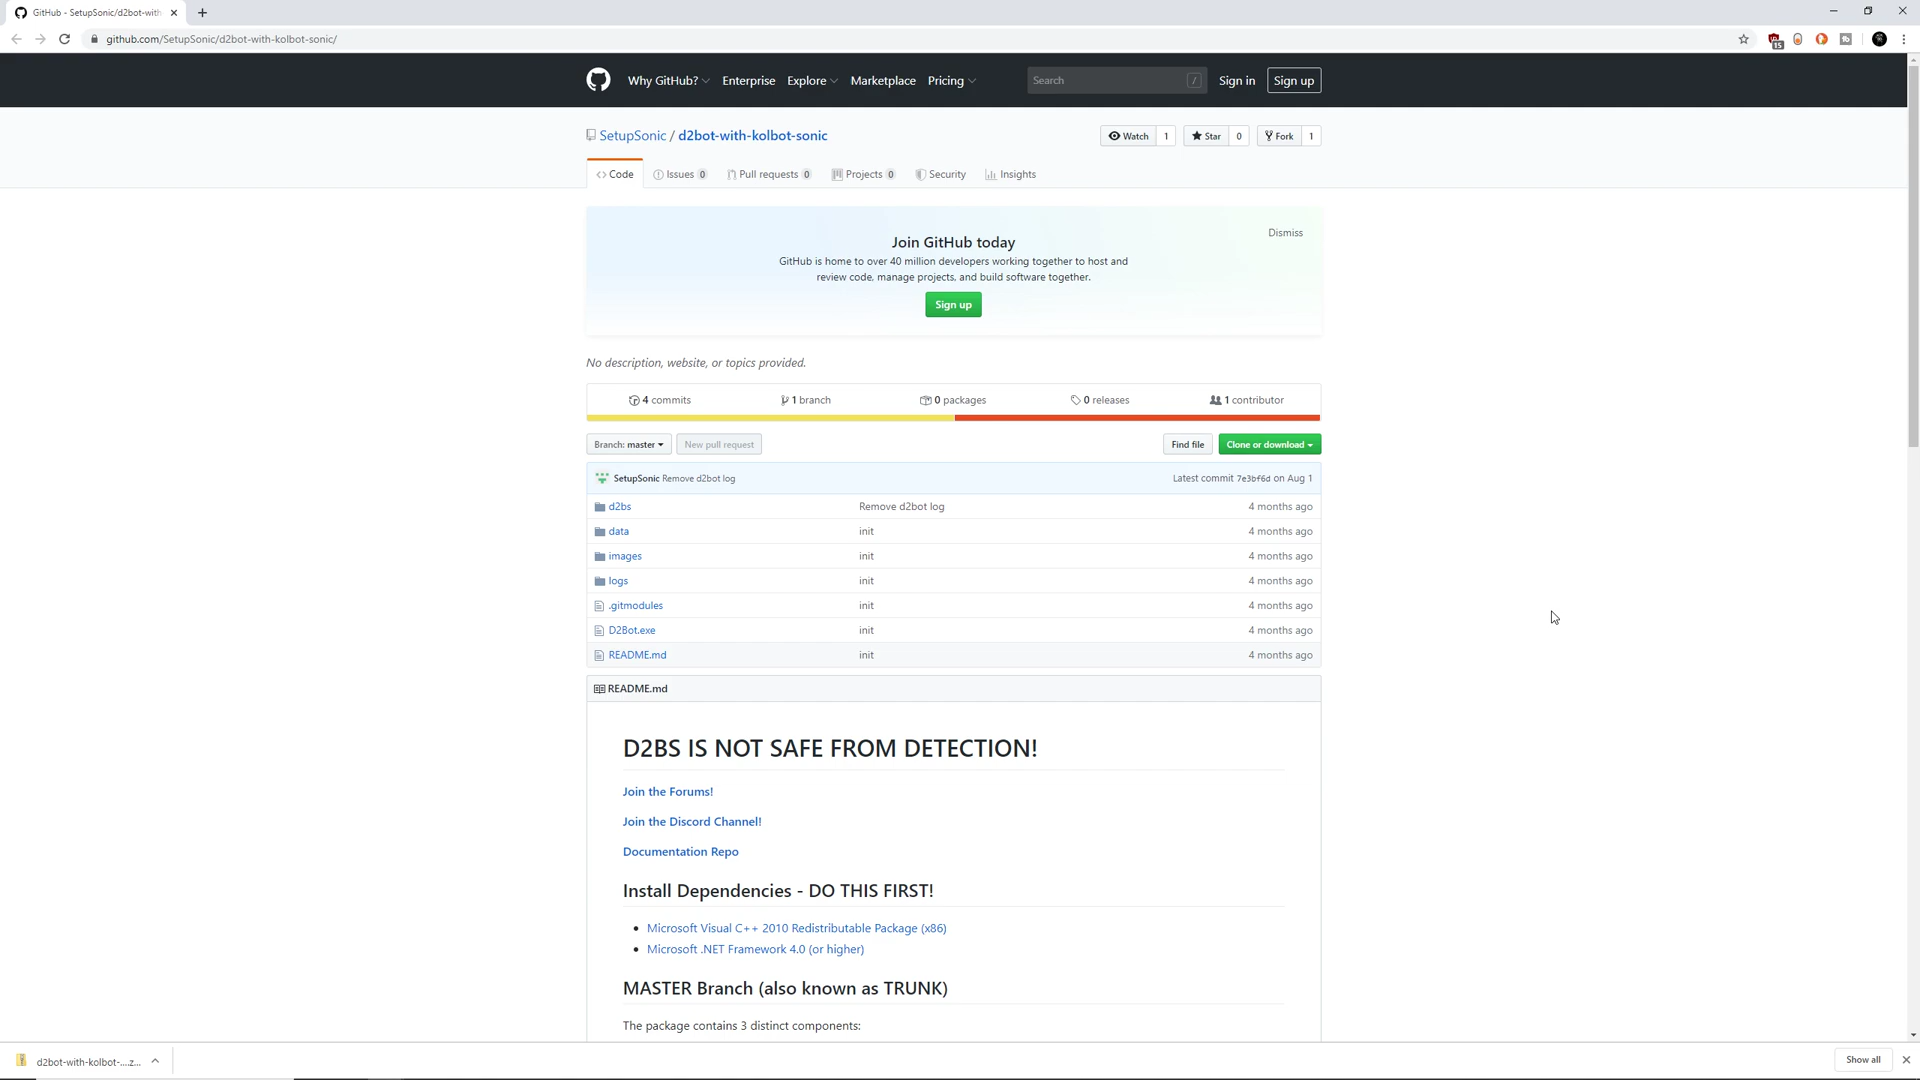 GitHub - SetupSonic/d2bot-with
github.com/SetupSonic/d2bot-with-kolbot-sonic/
15
Why GitHub? Enterprise Explore Marketplace Pricing Search / Sign in Sign up
SetupSonic / d2bot-with-kolbot-sonic
Watch 1 Star 0 Fork 1
Code Issues 0 Pull requests 0 Projects 0 Security Insights
Dismiss
Join GitHub today
GitHub is home to over 40 million developers working together to host and
review code, manage projects, and build software together.
Sign up
No description, website, or topics provided.
4 commits 1 branch 0 packages 0 releases 1 contributor
Branch: master New pull request Find file Clone or download
SetupSonic Remove d2bot log Latest commit 7e3bf6d on Aug 1
d2bs Remove d2bot log 4 months ago
data init 4 months ago
images init 4 months ago
logs init 4 months ago
.gitmodules init 4 months ago
D2Bot.exe init 4 months ago
README.md init 4 months ago
README.md
D2BS IS NOT SAFE FROM DETECTION!
Join the Forums!
Join the Discord Channel!
Documentation Repo
Install Dependencies - DO THIS FIRST!
Microsoft Visual C++ 2010 Redistributable Package (x86)
Microsoft .NET Framework 4.0 (or higher)
MASTER Branch (also known as TRUNK)
The package contains 3 distinct components:
d2bot-with-kolbot-....z... Show all